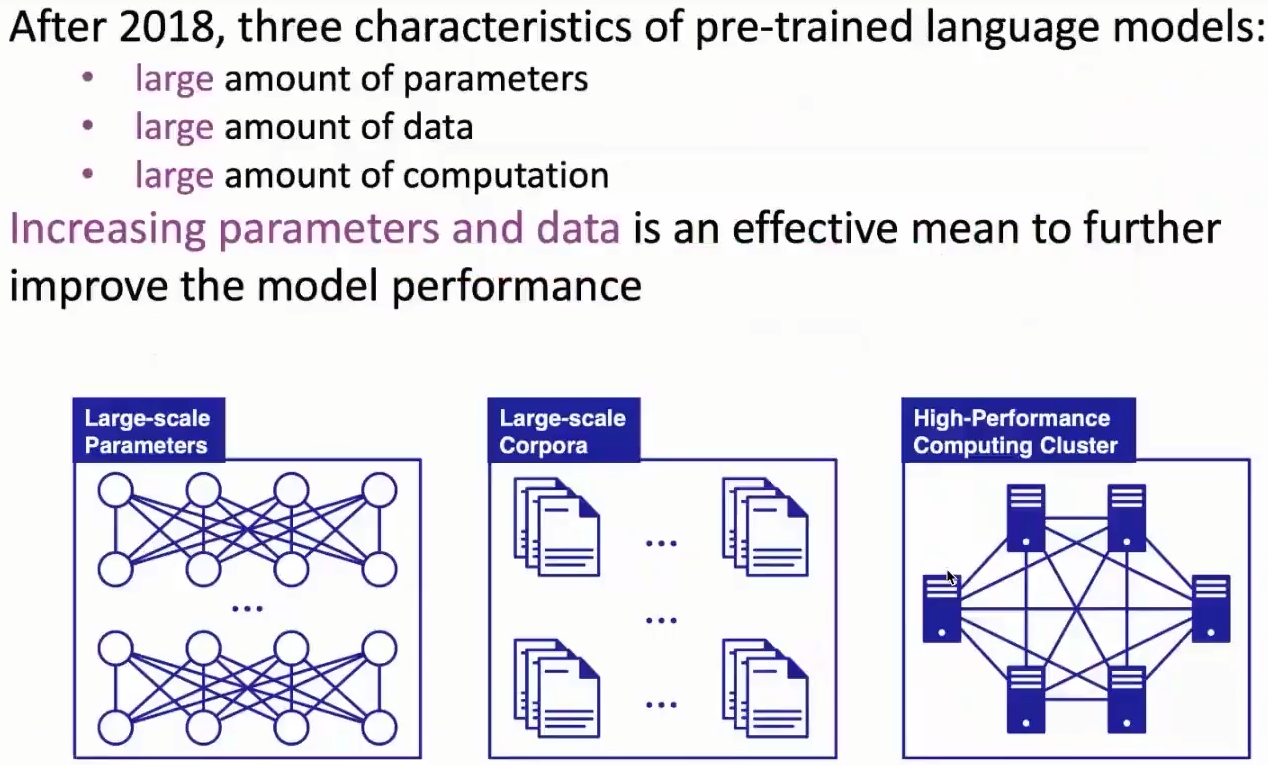 After 2018, three characteristics of pre-trained language models:
• large amount of parameters
• large amount of data
• large amount of computation
Increasing parameters and data is an effective mean to further
improve the model performance
Large-scale
Parameters
...
Large-scale
Corpora
...
...
...
High-Performance
Computing Cluster